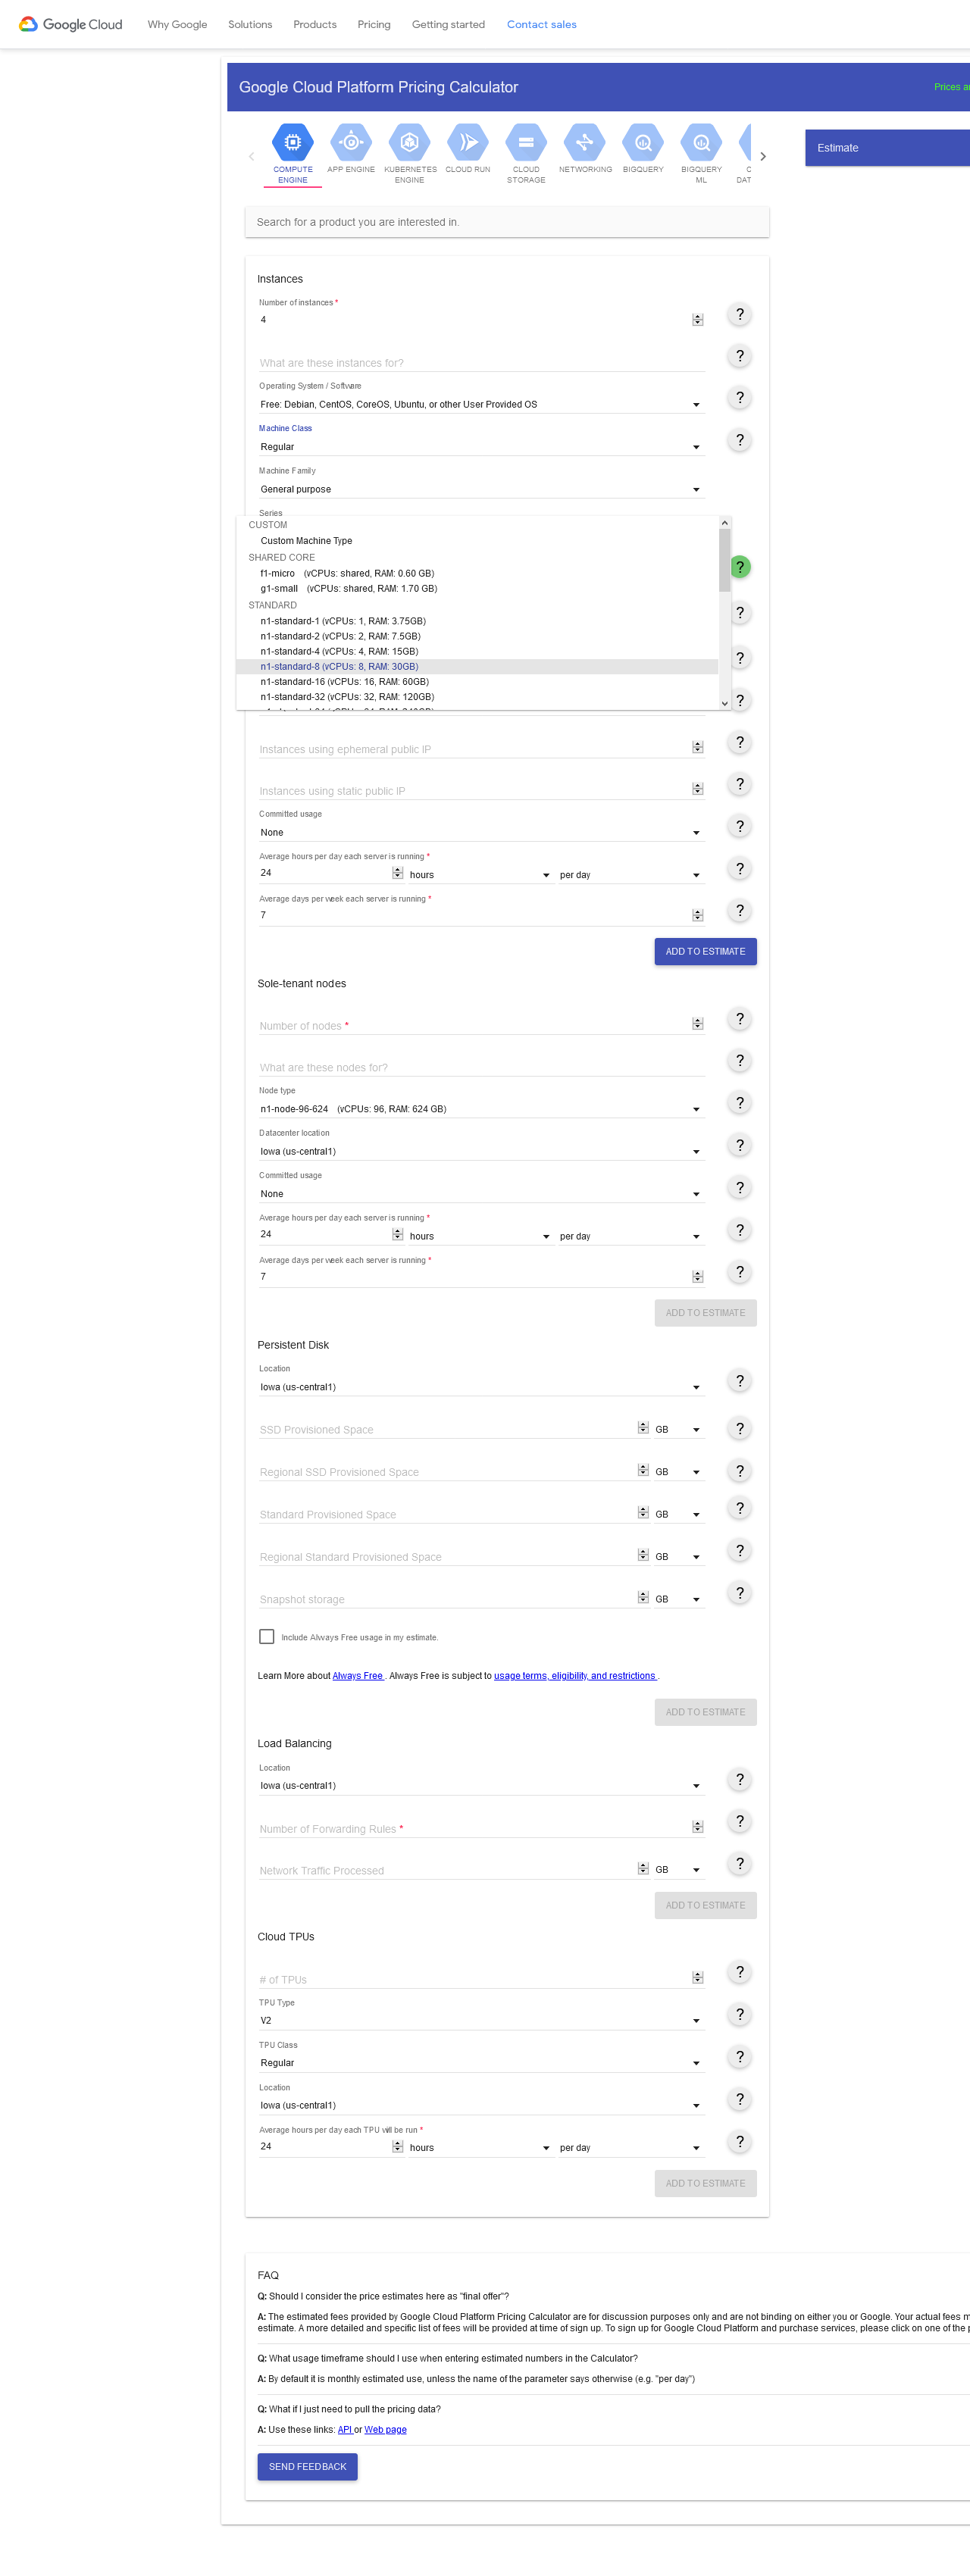 Google Cloud Why Google Solutions Products Pricing Getting started Contact sales
Google Cloud Platform Pricing Calculator
Prices
COMPUTE ENGINE
APP ENGINE
KUBERNETES ENGINE
CLOUD RUN
CLOUD STORAGE
NETWORKING
BIGQUERY
BIGQUERY ML
Estimate
Search for a product you are interested in.
Instances
Number of instances *
4
?
What are these instances for?
?
Operating System / Software
Free: Debian, CentOS, CoreOS, Ubuntu, or other User Provided OS
?
Machine Class
Regular
?
Machine Family
General purpose
Series
CUSTOM
Custom Machine Type
SHARED CORE
f1-micro (vCPUs: shared, RAM: 0.60 GB)
?
g1-small (vCPUs: shared, RAM: 1.70 GB)
STANDARD
?
n1-standard-1 (vCPUs: 1, RAM: 3.75GB)
n1-standard-2 (vCPUs: 2, RAM: 7.5GB)
n1-standard-4 (vCPUs: 4, RAM: 15GB)
?
n1-standard-8 (vCPUs: 8, RAM: 30GB)
n1-standard-16 (vCPUs: 16, RAM: 60GB)
n1-standard-32 (vCPUs: 32, RAM: 120GB)
?
Instances using ephemeral public IP
?
Instances using static public IP
?
Committed usage
None
?
Average hours per day each server is running *
24 hours per day
?
Average days per week each server is running *
7
?
ADD TO ESTIMATE
Sole-tenant nodes
Number of nodes *
?
What are these nodes for?
?
Node type
n1-node-96-624 (vCPUs: 96, RAM: 624 GB)
?
Datacenter location
Iowa (us-central1)
?
Committed usage
None
?
Average hours per day each server is running *
24 hours per day
?
Average days per week each server is running *
7
?
ADD TO ESTIMATE
Persistent Disk
Location
Iowa (us-central1)
?
SSD Provisioned Space GB
?
Regional SSD Provisioned Space GB
?
Standard Provisioned Space GB
?
Regional Standard Provisioned Space GB
?
Snapshot storage GB
?
Include Always Free usage in my estimate.
Learn More about Always Free . Always Free is subject to usage terms, eligibility, and restrictions .
ADD TO ESTIMATE
Load Balancing
Location
Iowa (us-central1)
?
Number of Forwarding Rules *
?
Network Traffic Processed GB
?
ADD TO ESTIMATE
Cloud TPUs
# of TPUs
?
TPU Type
V2
?
TPU Class
Regular
?
Location
Iowa (us-central1)
?
Average hours per day each TPU will be run *
24 hours per day
?
ADD TO ESTIMATE
FAQ
Q: Should I consider the price estimates here as "final offer"?
A: The estimated fees provided by Google Cloud Platform Pricing Calculator are for discussion purposes only and are not binding on either you or Google. Your actual fees
estimate. A more detailed and specific list of fees will be provided at time of sign up. To sign up for Google Cloud Platform and purchase services, please click on one of the
Q: What usage timeframe should I use when entering estimated numbers in the Calculator?
A: By default it is monthly estimated use, unless the name of the parameter says otherwise (e.g. "per day")
Q: What if I just need to pull the pricing data?
A: Use these links: API or Web page
SEND FEEDBACK